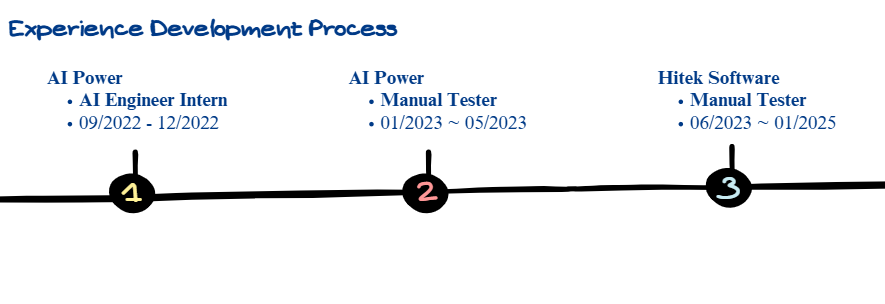 Experience Development Process
AI Power
• AI Engineer Intern
• 09/2022 - 12/2022
AI Power
• Manual Tester
• 01/2023 ~ 05/2023
Hitek Software
• Manual Tester
• 06/2023 ~ 01/2025
1
2
3